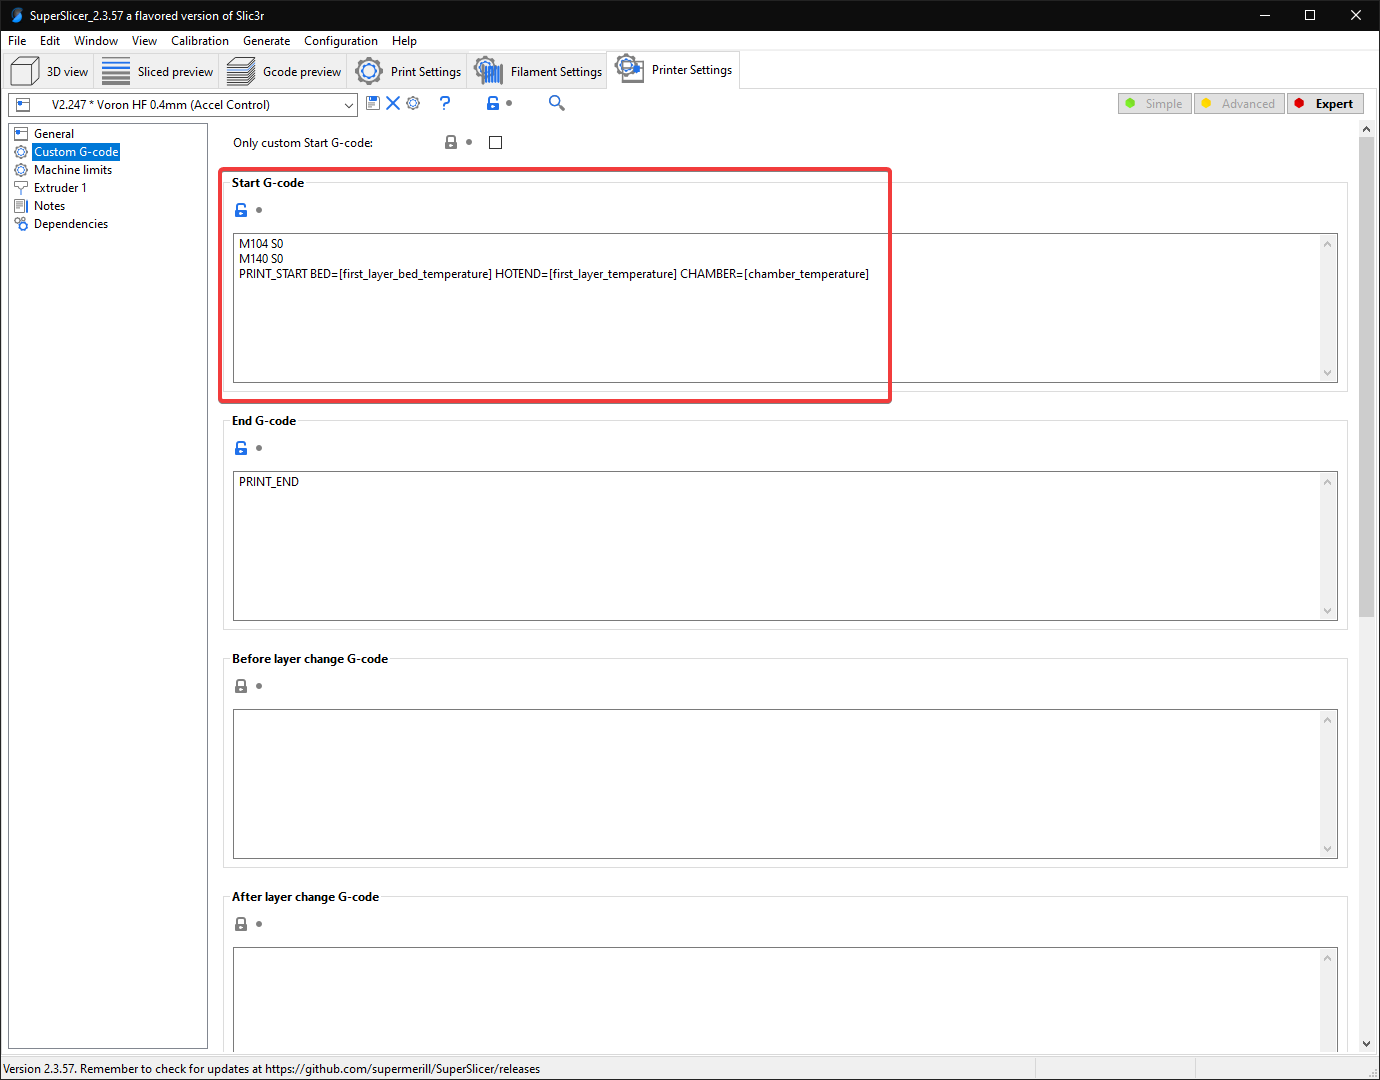 SuperSlicer_2.3.57 a flavored version of Slic3r
File Edit Window View Calibration Generate Configuration Help
3D view Sliced preview Gcode preview Print Settings Filament Settings Printer Settings
V2.247 * Voron HF 0.4mm (Accel Control) ? Simple Advanced Expert
General
Custom G-code
Machine limits
Extruder 1
Notes
Dependencies
Only custom Start G-code:
Start G-code
M104 S0
M140 S0
PRINT_START BED=[first_layer_bed_temperature] HOTEND=[first_layer_temperature] CHAMBER=[chamber_temperature]
End G-code
PRINT_END
Before layer change G-code
After layer change G-code
Version 2.3.57. Remember to check for updates at https://github.com/supermerill/SuperSlicer/releases